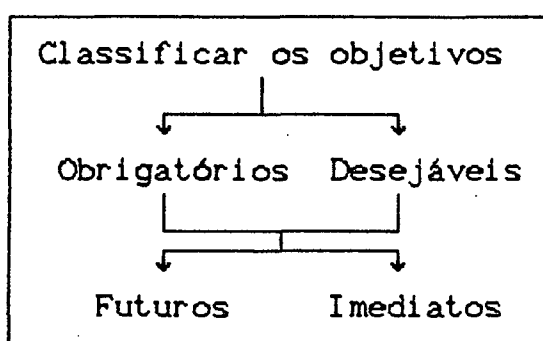 Classificar os objetivos
Obrigatórios Desejáveis
Futuros Imediatos